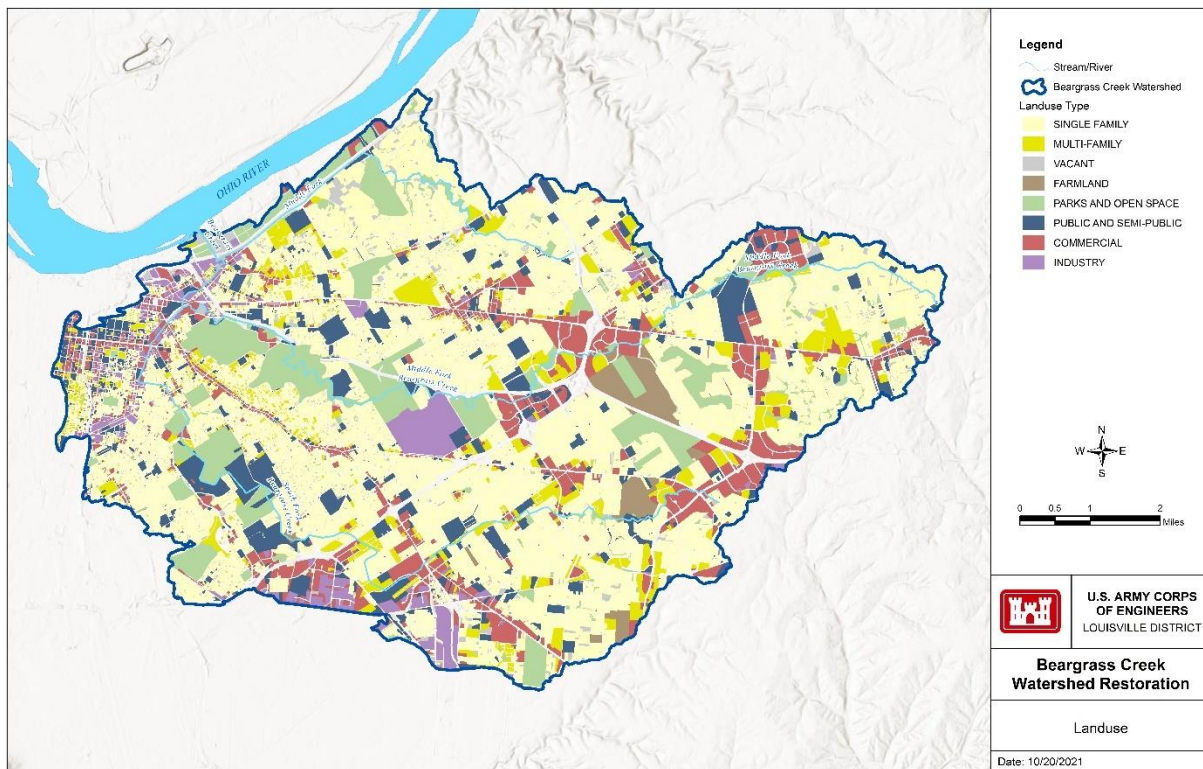 OHIO RIVER
Middle Fork
Middle Fork
Beargrass Creek
Middle Fork
Beargrass Creek
South Fork
Beargrass Creek
Legend
Stream/River
Beargrass Creek Watershed
Landuse Type
SINGLE FAMILY
MULTI-FAMILY
VACANT
FARMLAND
PARKS AND OPEN SPACE
PUBLIC AND SEMI-PUBLIC
COMMERCIAL
INDUSTRY
N
W E
S
0 0.5 1 2
Miles
U.S. ARMY CORPS
OF ENGINEERS
LOUISVILLE DISTRICT
Beargrass Creek
Watershed Restoration
Landuse
Date: 10/20/2021